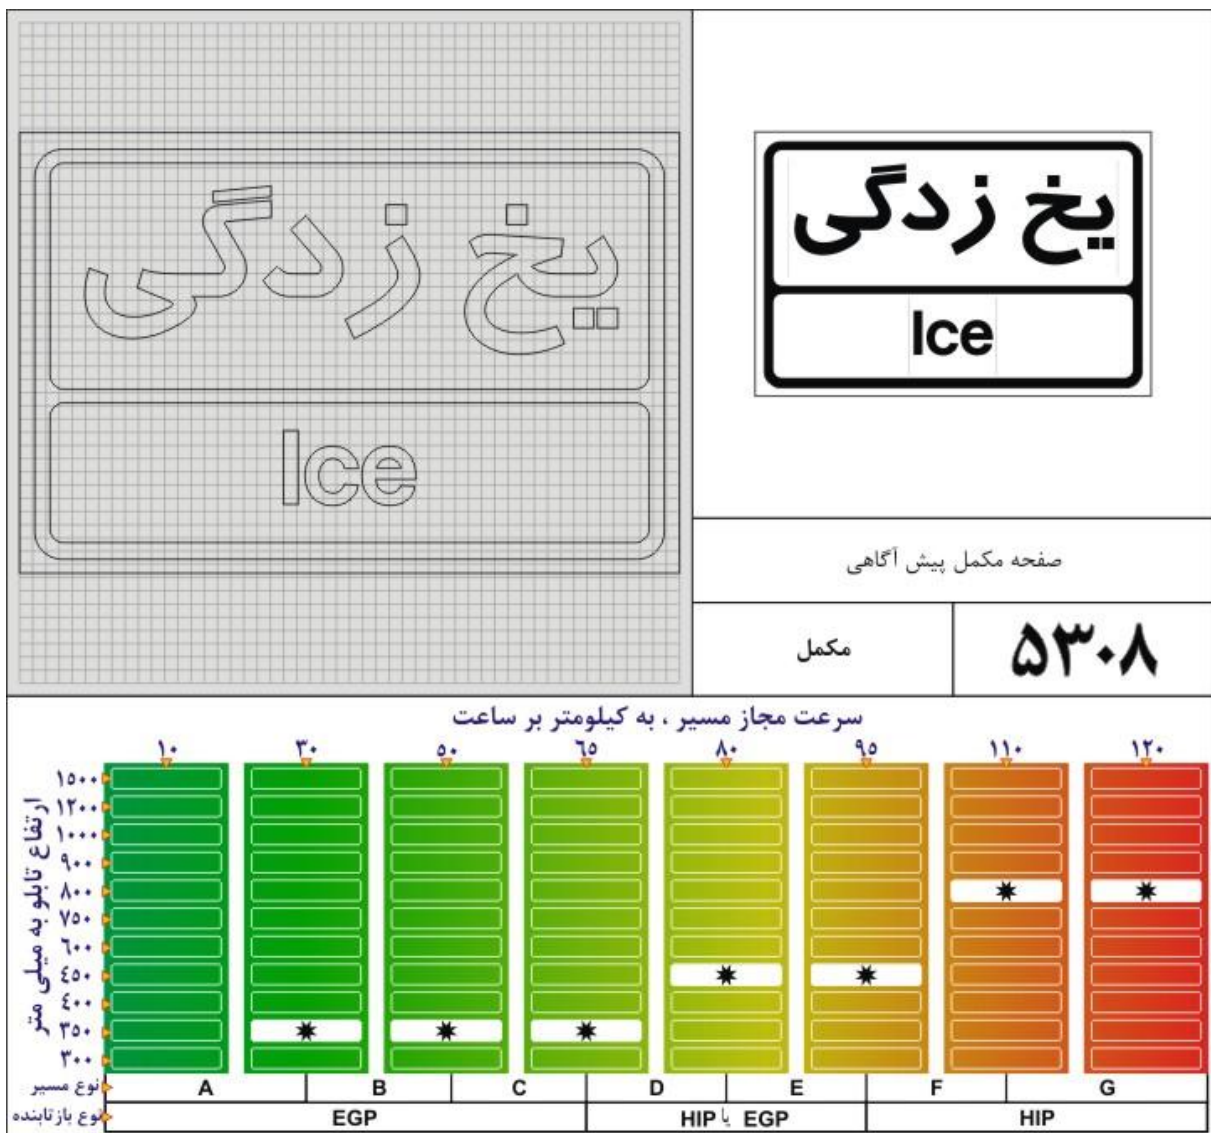 یخ زدگی
Ice
یخ زدگی
Ice
صفحه مکمل پیش آگاهی
مکمل
۵۳۰۸
سرعت مجاز مسیر ، به کیلومتر بر ساعت
۱۰ ۳۰ ۵۰ ۶۵ ۸۰ ۹۵ ۱۱۰ ۱۲۰
ارتفاع تابلو به میلی متر
۱۵۰۰
۱۲۰۰
۱۰۰۰
۹۰۰
۸۰۰
۷۵۰
۶۰۰
۴۵۰
۴۰۰
۳۵۰
۳۰۰
نوع مسیر A B C D E F G
نوع بازتابنده EGP HIP یا EGP HIP